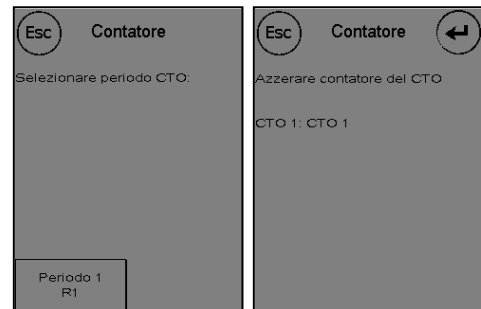 Esc Contatore
Selezionare periodo CTO:
Periodo 1
R1
Esc Contatore
Azzerare contatore del CTO
CTO 1: CTO 1